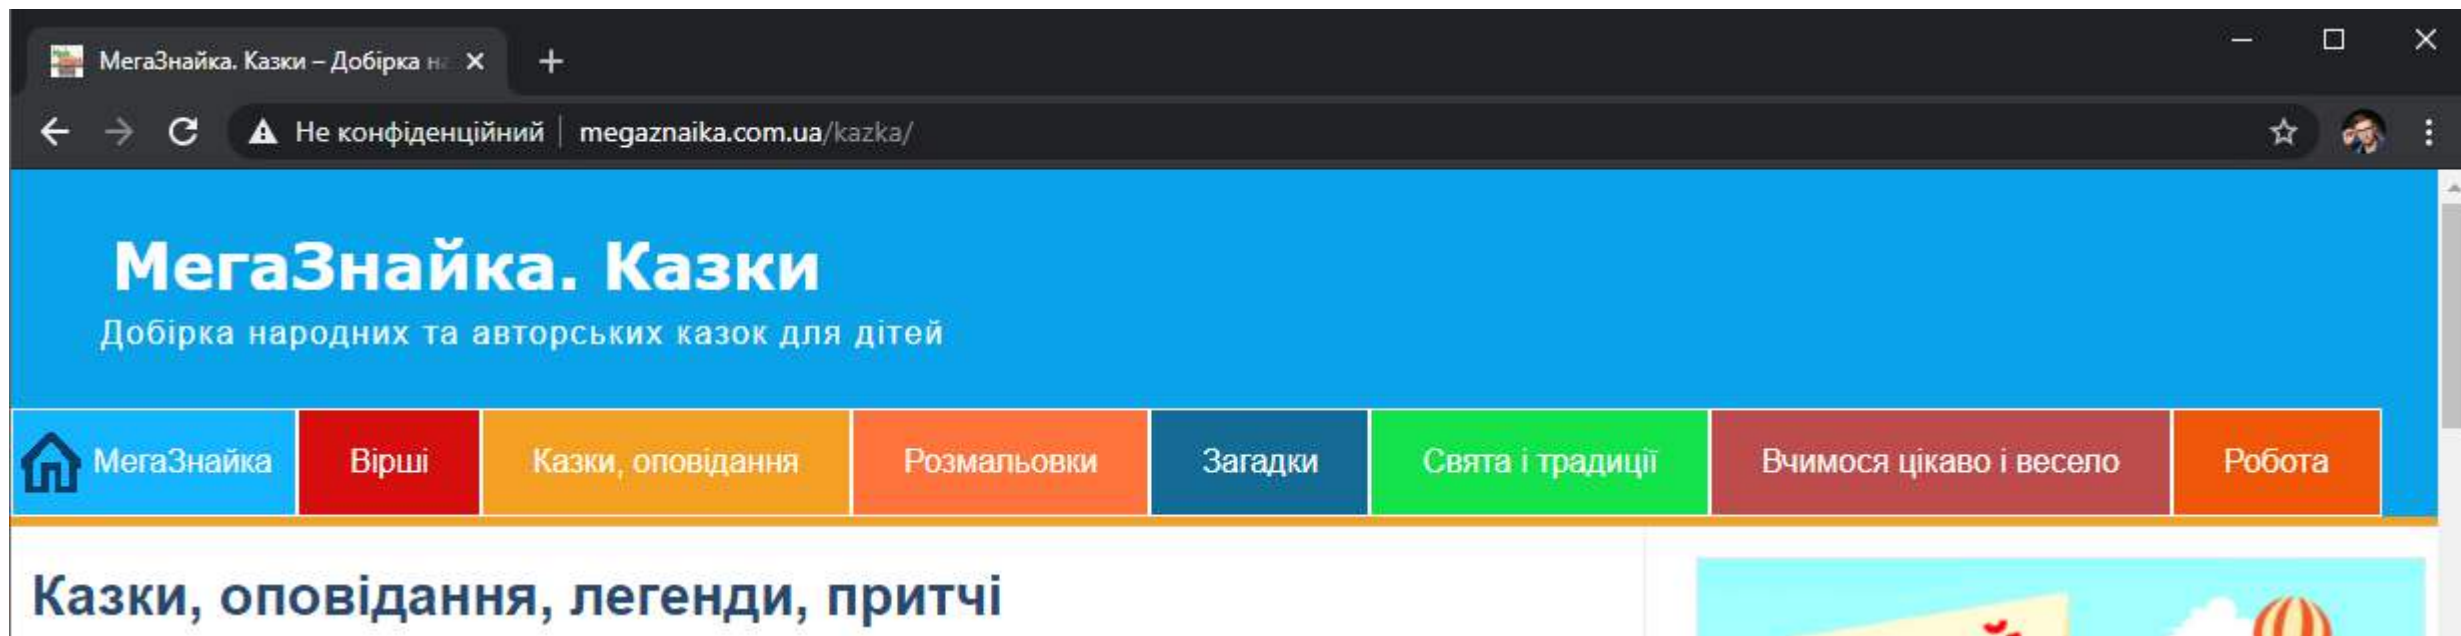 МегаЗнайка. Казки – Добірка
Не конфіденційний megaznaika.com.ua/kazka/
МегаЗнайка. Казки
Добірка народних та авторських казок для дітей
МегаЗнайка Вірші Казки, оповідання Розмальовки Загадки Свята і традиції Вчимося цікаво і весело Робота
Казки, оповідання, легенди, притчі